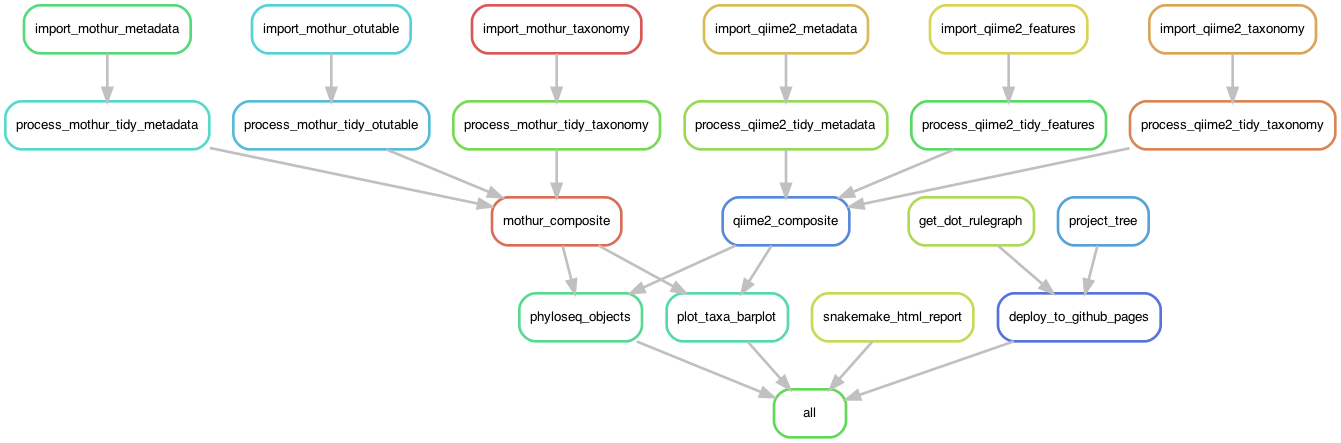 import_mothur_metadata
import_mothur_otutable
import_mothur_taxonomy
import_qiime2_metadata
import_qiime2_features
import_qiime2_taxonomy
process_mothur_tidy_metadata
process_mothur_tidy_otutable
process_mothur_tidy_taxonomy
process_qiime2_tidy_metadata
process_qiime2_tidy_features
process_qiime2_tidy_taxonomy
mothur_composite
qiime2_composite
get_dot_rulegraph
project_tree
phyloseq_objects
plot_taxa_barplot
snakemake_html_report
deploy_to_github_pages
all